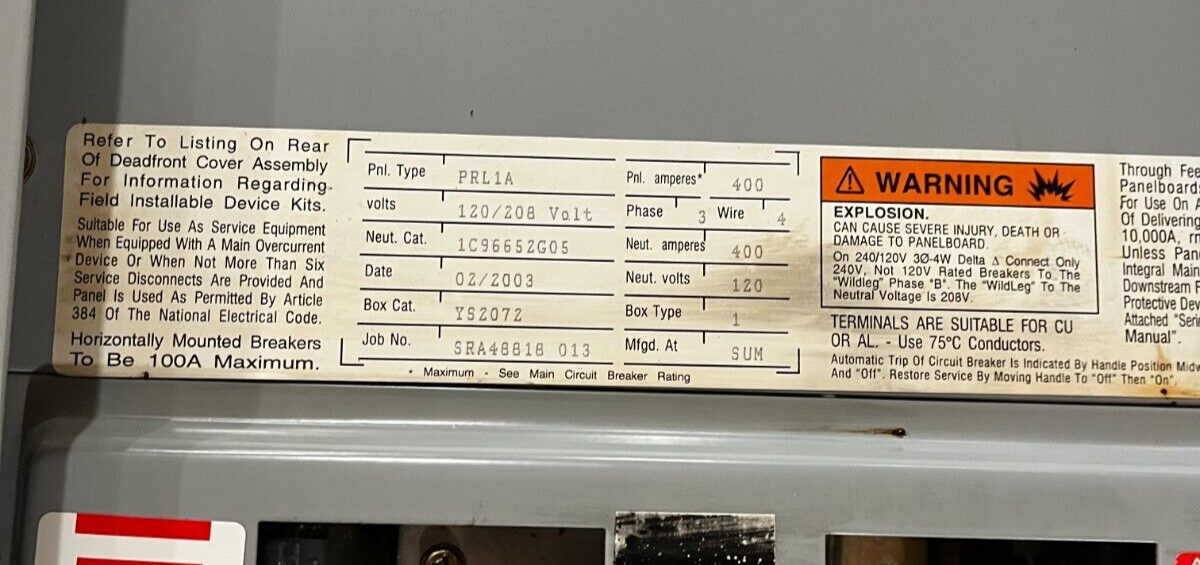 Refer To Listing On Rear
Of Deadfront Cover Assembly
For Information Regarding
Field Installable Device Kits.
Suitable For Use As Service Equipment
When Equipped With A Main Overcurrent
Device Or When Not More Than Six
Service Disconnects Are Provided And
Panel Is Used As Permitted By Article
384 Of The National Electrical Code.
Horizontally Mounted Breakers
To Be 100A Maximum.
Pnl. Type PRL1A Pnl. amperes* 400
volts 120/208 Volt Phase 3 Wire 4
Neut. Cat. 1C96652G05 Neut. amperes 400
Date 02/2003 Neut. volts 120
Box Cat. YS2072 Box Type 1
Job No. SRA48818 013 Mfgd. At SUM
• Maximum - See Main Circuit Breaker Rating
⚠ WARNING
EXPLOSION.
CAN CAUSE SEVERE INJURY, DEATH OR
DAMAGE TO PANELBOARD.
On 240/120V 3Ø-4W Delta Δ Connect Only
240V, Not 120V Rated Breakers To The
"Wildleg" Phase "B". The "WildLeg" To The
Neutral Voltage Is 208V.
TERMINALS ARE SUITABLE FOR CU
OR AL. - Use 75°C Conductors.
Automatic Trip Of Circuit Breaker Is Indicated By Handle Position
And "Off". Restore Service By Moving Handle To "Off" Then "On".
Through
Panelboard
For Use On
Of Delivering
10,000A,
Unless
Integral Main
Downstream
Protective
Attached
Manual".